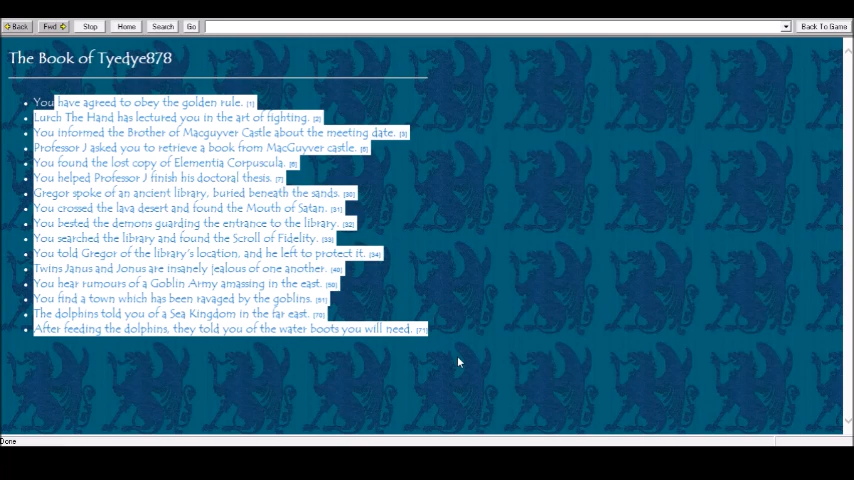 Back Fwd Stop Home Search Go Back To Game
The Book of Tyedye878
You have agreed to obey the golden rule. [1]
Lurch The Hand has lectured you in the art of fighting. [2]
You informed the Brother of Macguyver Castle about the meeting date. [3]
Professor J asked you to retrieve a book from MacGuyver castle. [5]
You found the lost copy of Elementia Corpuscula. [6]
You helped Professor J finish his doctoral thesis. [7]
Gregor spoke of an ancient library, buried beneath the sands. [30]
You crossed the lava desert and found the Mouth of Satan. [31]
You bested the demons guarding the entrance to the library. [32]
You searched the library and found the Scroll of Fidelity. [33]
You told Gregor of the library's location, and he left to protect it. [34]
Twins Janus and Jonus are insanely jealous of one another. [40]
You hear rumours of a Goblin Army amassing in the east. [50]
You find a town which has been ravaged by the goblins. [51]
The dolphins told you of a Sea Kingdom in the far east. [70]
After feeding the dolphins, they told you of the water boots you will need. [71]
Done